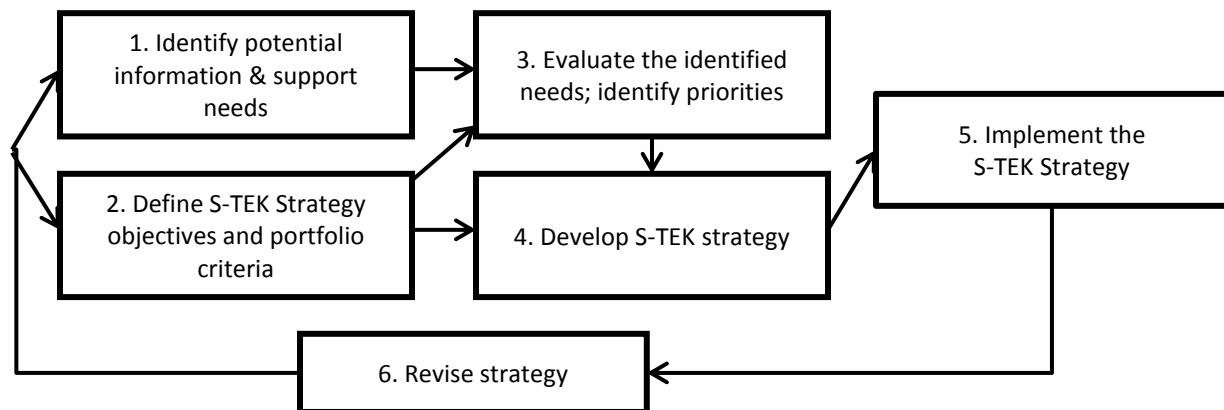 1. Identify potential
information & support
needs
2. Define S-TEK Strategy
objectives and portfolio
criteria
3. Evaluate the identified
needs; identify priorities
4. Develop S-TEK strategy
5. Implement the
S-TEK Strategy
6. Revise strategy